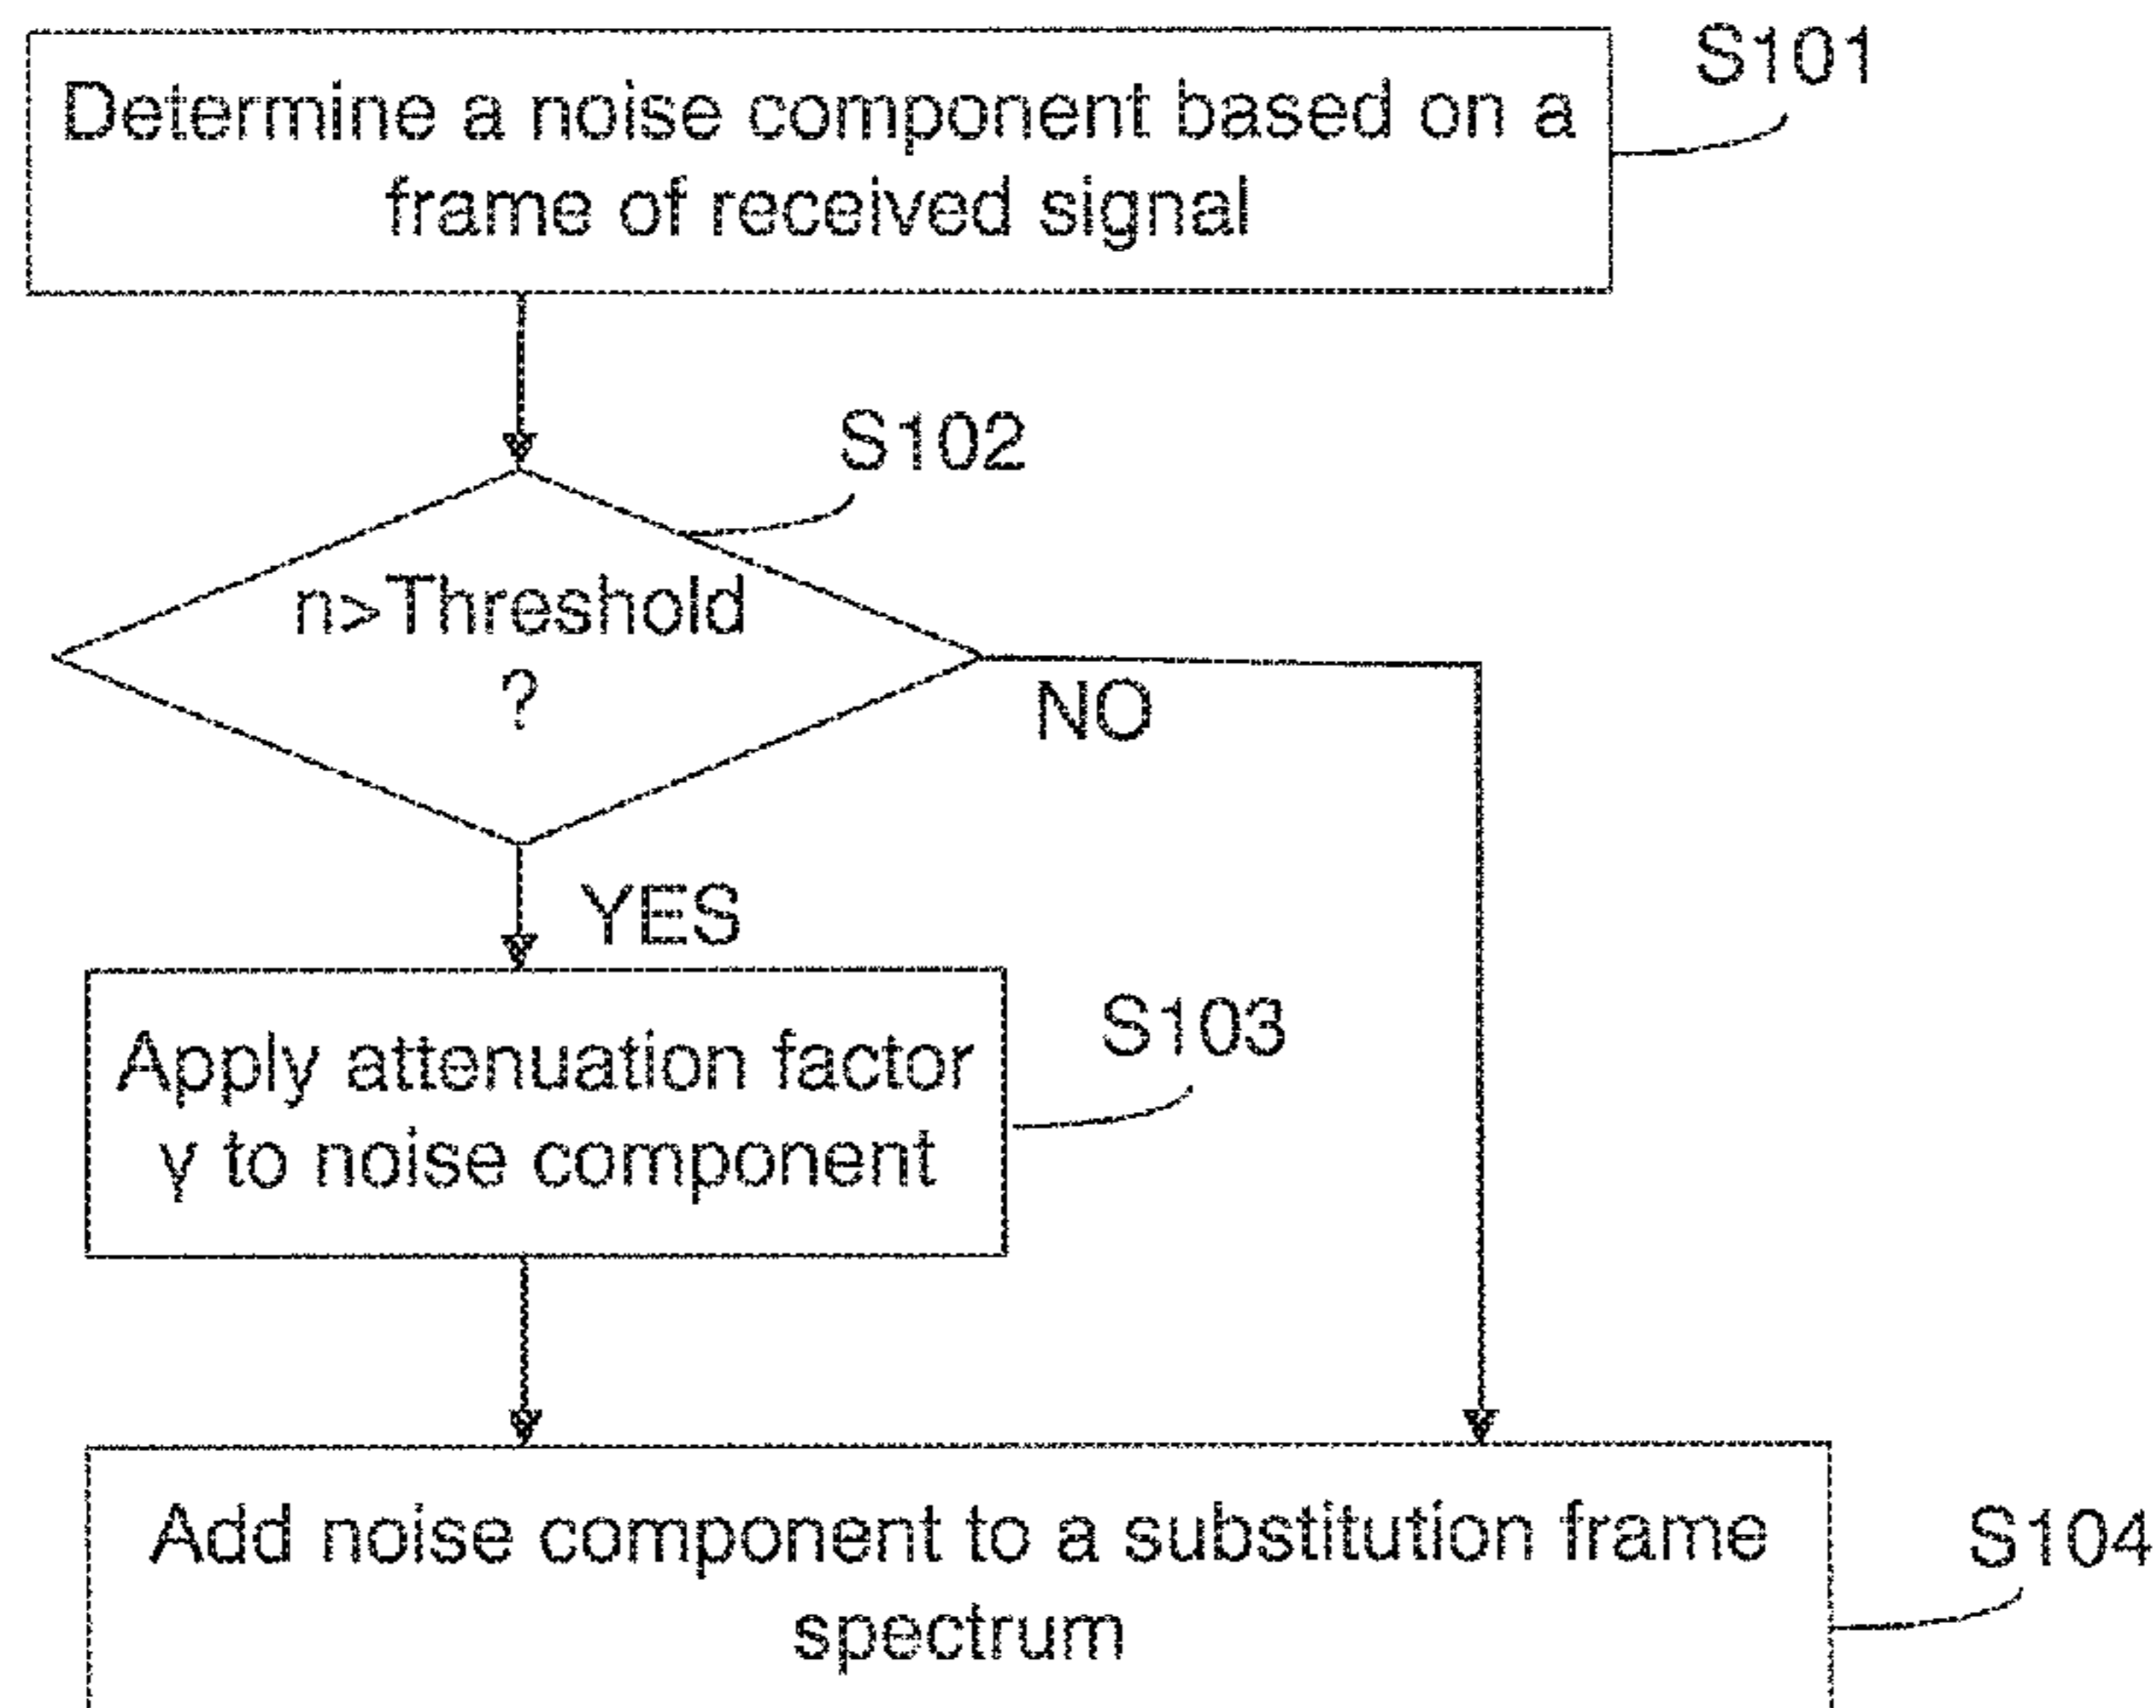 S101
Determine a noise component based on a
frame of received signal
S102
n>Threshold
?
NO
YES
S103
Apply attenuation factor
γ to noise component
Add noise component to a substitution frame
spectrum
S104